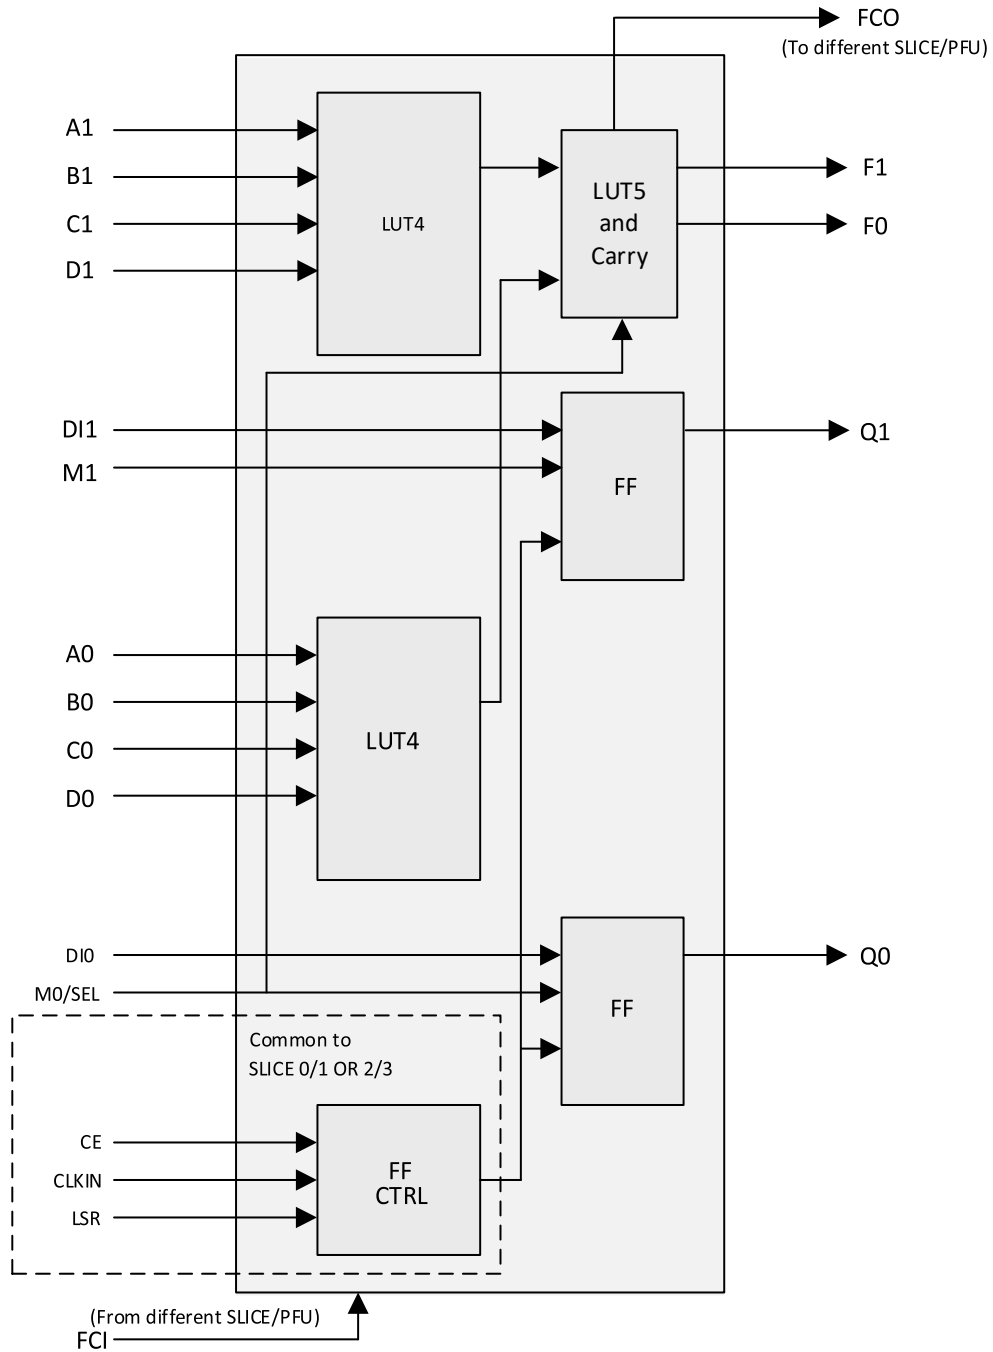 FCO
(To different SLICE/PFU)
A1
B1
C1
D1
LUT4
LUT5
and
Carry
F1
F0
DI1
M1
FF
Q1
A0
B0
C0
D0
LUT4
DI0
M0/SEL
FF
Q0
Common to
SLICE 0/1 OR 2/3
CE
CLKIN
LSR
FF
CTRL
(From different SLICE/PFU)
FCI